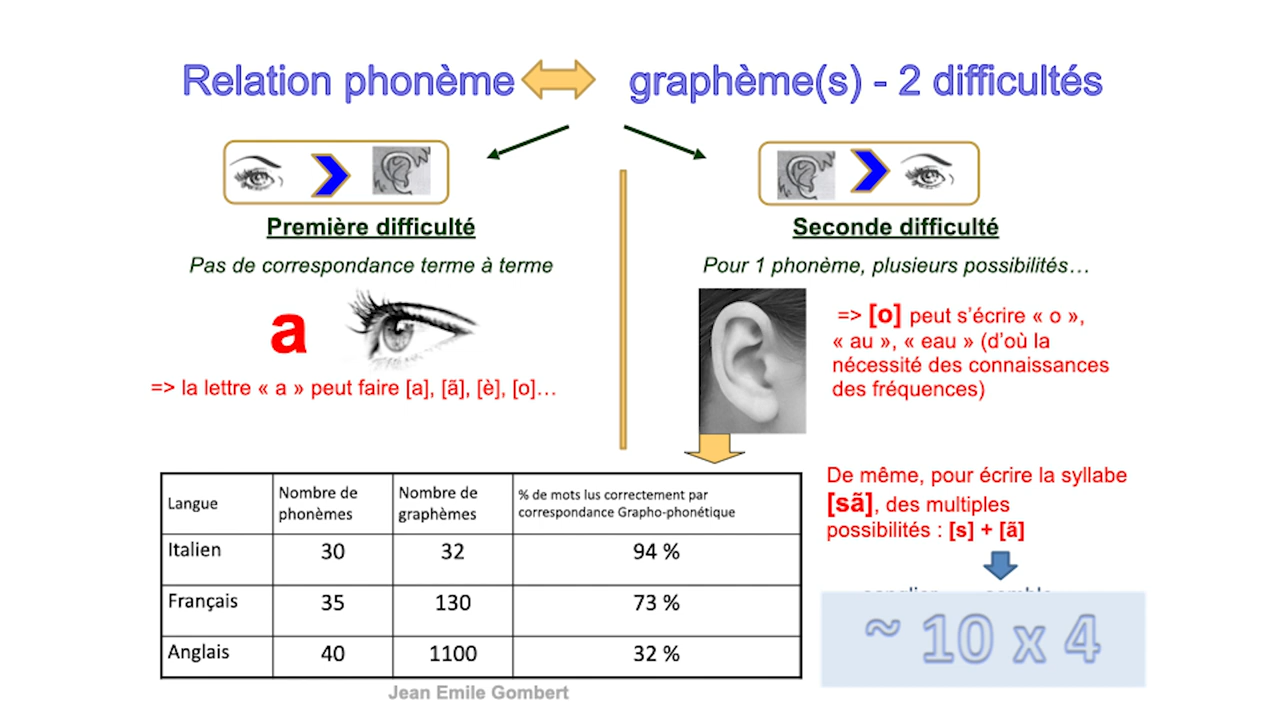 Relation phonème graphème(s) - 2 difficultés
Première difficulté
Pas de correspondance terme à terme
a
=> la lettre « a » peut faire [a], [ã], [è], [o]…
Seconde difficulté
Pour 1 phonème, plusieurs possibilités…
=> [o] peut s'écrire « o »,
« au », « eau » (d'où la
nécessité des connaissances
des fréquences)
De même, pour écrire la syllabe
[sã], des multiples
possibilités : [s] + [ã]
~ 10 x 4
Langue Nombre de phonèmes Nombre de graphèmes % de mots lus correctement par correspondance Grapho-phonétique
Italien 30 32 94 %
Français 35 130 73 %
Anglais 40 1100 32 %
Jean Emile Gombert